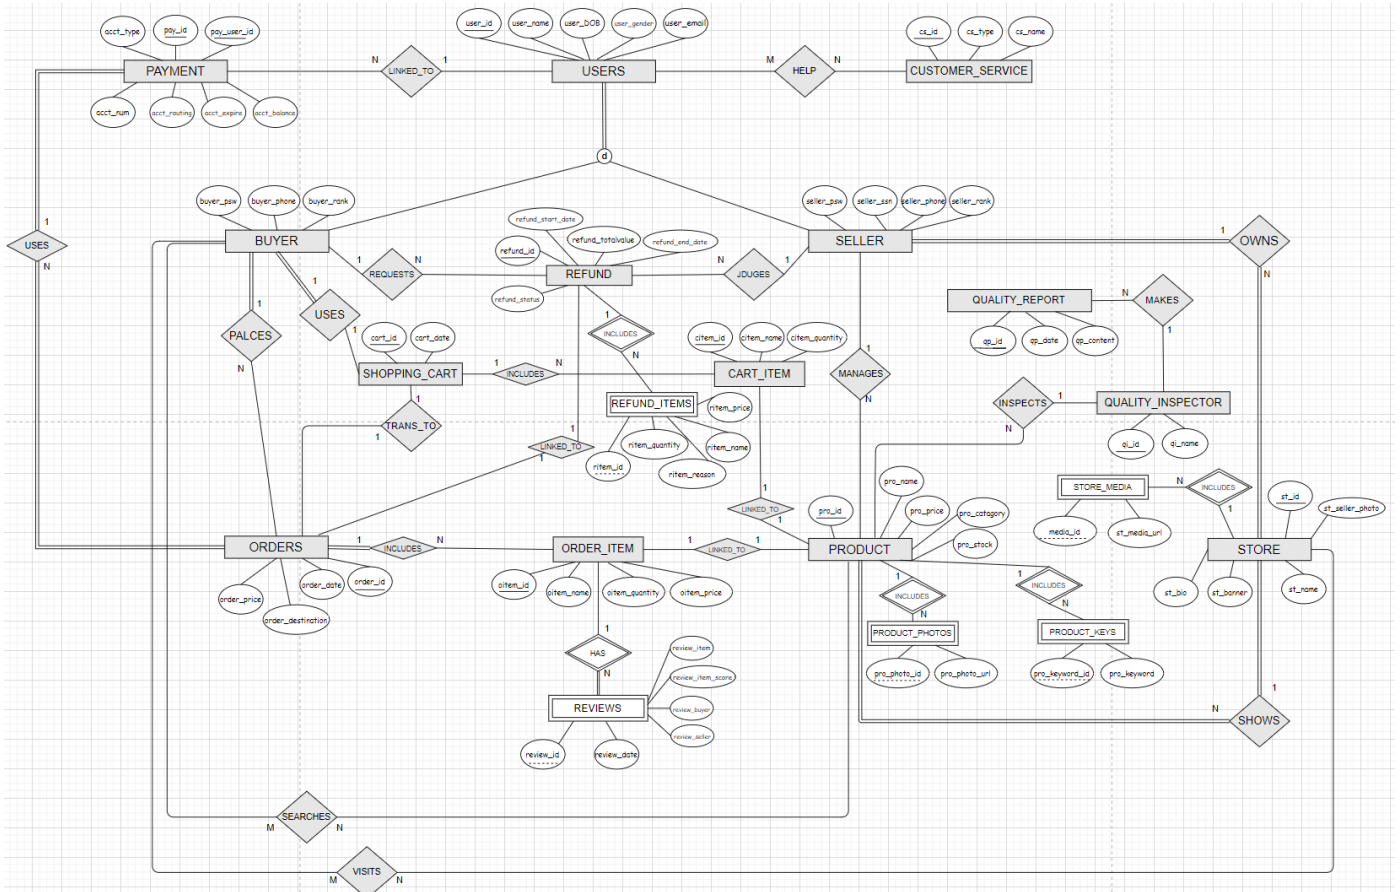 acct_type
pay_id
pay_user_id
user_id
user_name
user_DOB
user_gender
user_email
cs_id
cs_type
cs_name
PAYMENT
N
LINKED_TO
1
USERS
M
HELP
N
CUSTOMER_SERVICE
acct_num
acct_routing
acct_expire
acct_balance
d
buyer_psw
buyer_phone
buyer_rank
refund_start_date
seller_psw
seller_ssn
seller_phone
seller_rank
1
USES
N
BUYER
refund_id
refund_totalvalue
refund_end_date
SELLER
1
OWNS
N
1
REQUESTS
N
REFUND
N
JDUGES
1
refund_status
1
PALCES
N
1
USES
1
1
INCLUDES
N
QUALITY_REPORT
N
MAKES
1
qp_id
qp_date
qp_content
cart_id
cart_date
citem_id
citem_name
citem_quantity
SHOPPING_CART
1
INCLUDES
N
CART_ITEM
1
MANAGES
N
1
TRANS_TO
1
REFUND_ITEMS
ritem_price
INSPECTS
1
N
QUALITY_INSPECTOR
1
LINKED_TO
1
ritem_quantity
ritem_name
ritem_id
ritem_reason
qi_id
qi_name
STORE_MEDIA
N
INCLUDES
1
media_id
st_media_url
st_id
st_seller_photo
1
LINKED_TO
1
pro_id
pro_name
pro_price
pro_catagory
pro_stock
ORDERS
1
INCLUDES
N
ORDER_ITEM
1
LINKED_TO
1
PRODUCT
STORE
order_price
order_date
order_id
order_destination
oitem_id
oitem_name
oitem_quantity
oitem_price
1
INCLUDES
N
1
INCLUDES
N
st_bio
st_banner
st_name
PRODUCT_PHOTOS
PRODUCT_KEYS
pro_photo_id
pro_photo_url
pro_keyword_id
pro_keyword
1
HAS
N
review_item
review_item_score
review_buyer
review_seller
REVIEWS
review_id
review_date
1
N
SHOWS
SEARCHES
M
N
VISITS
M
N